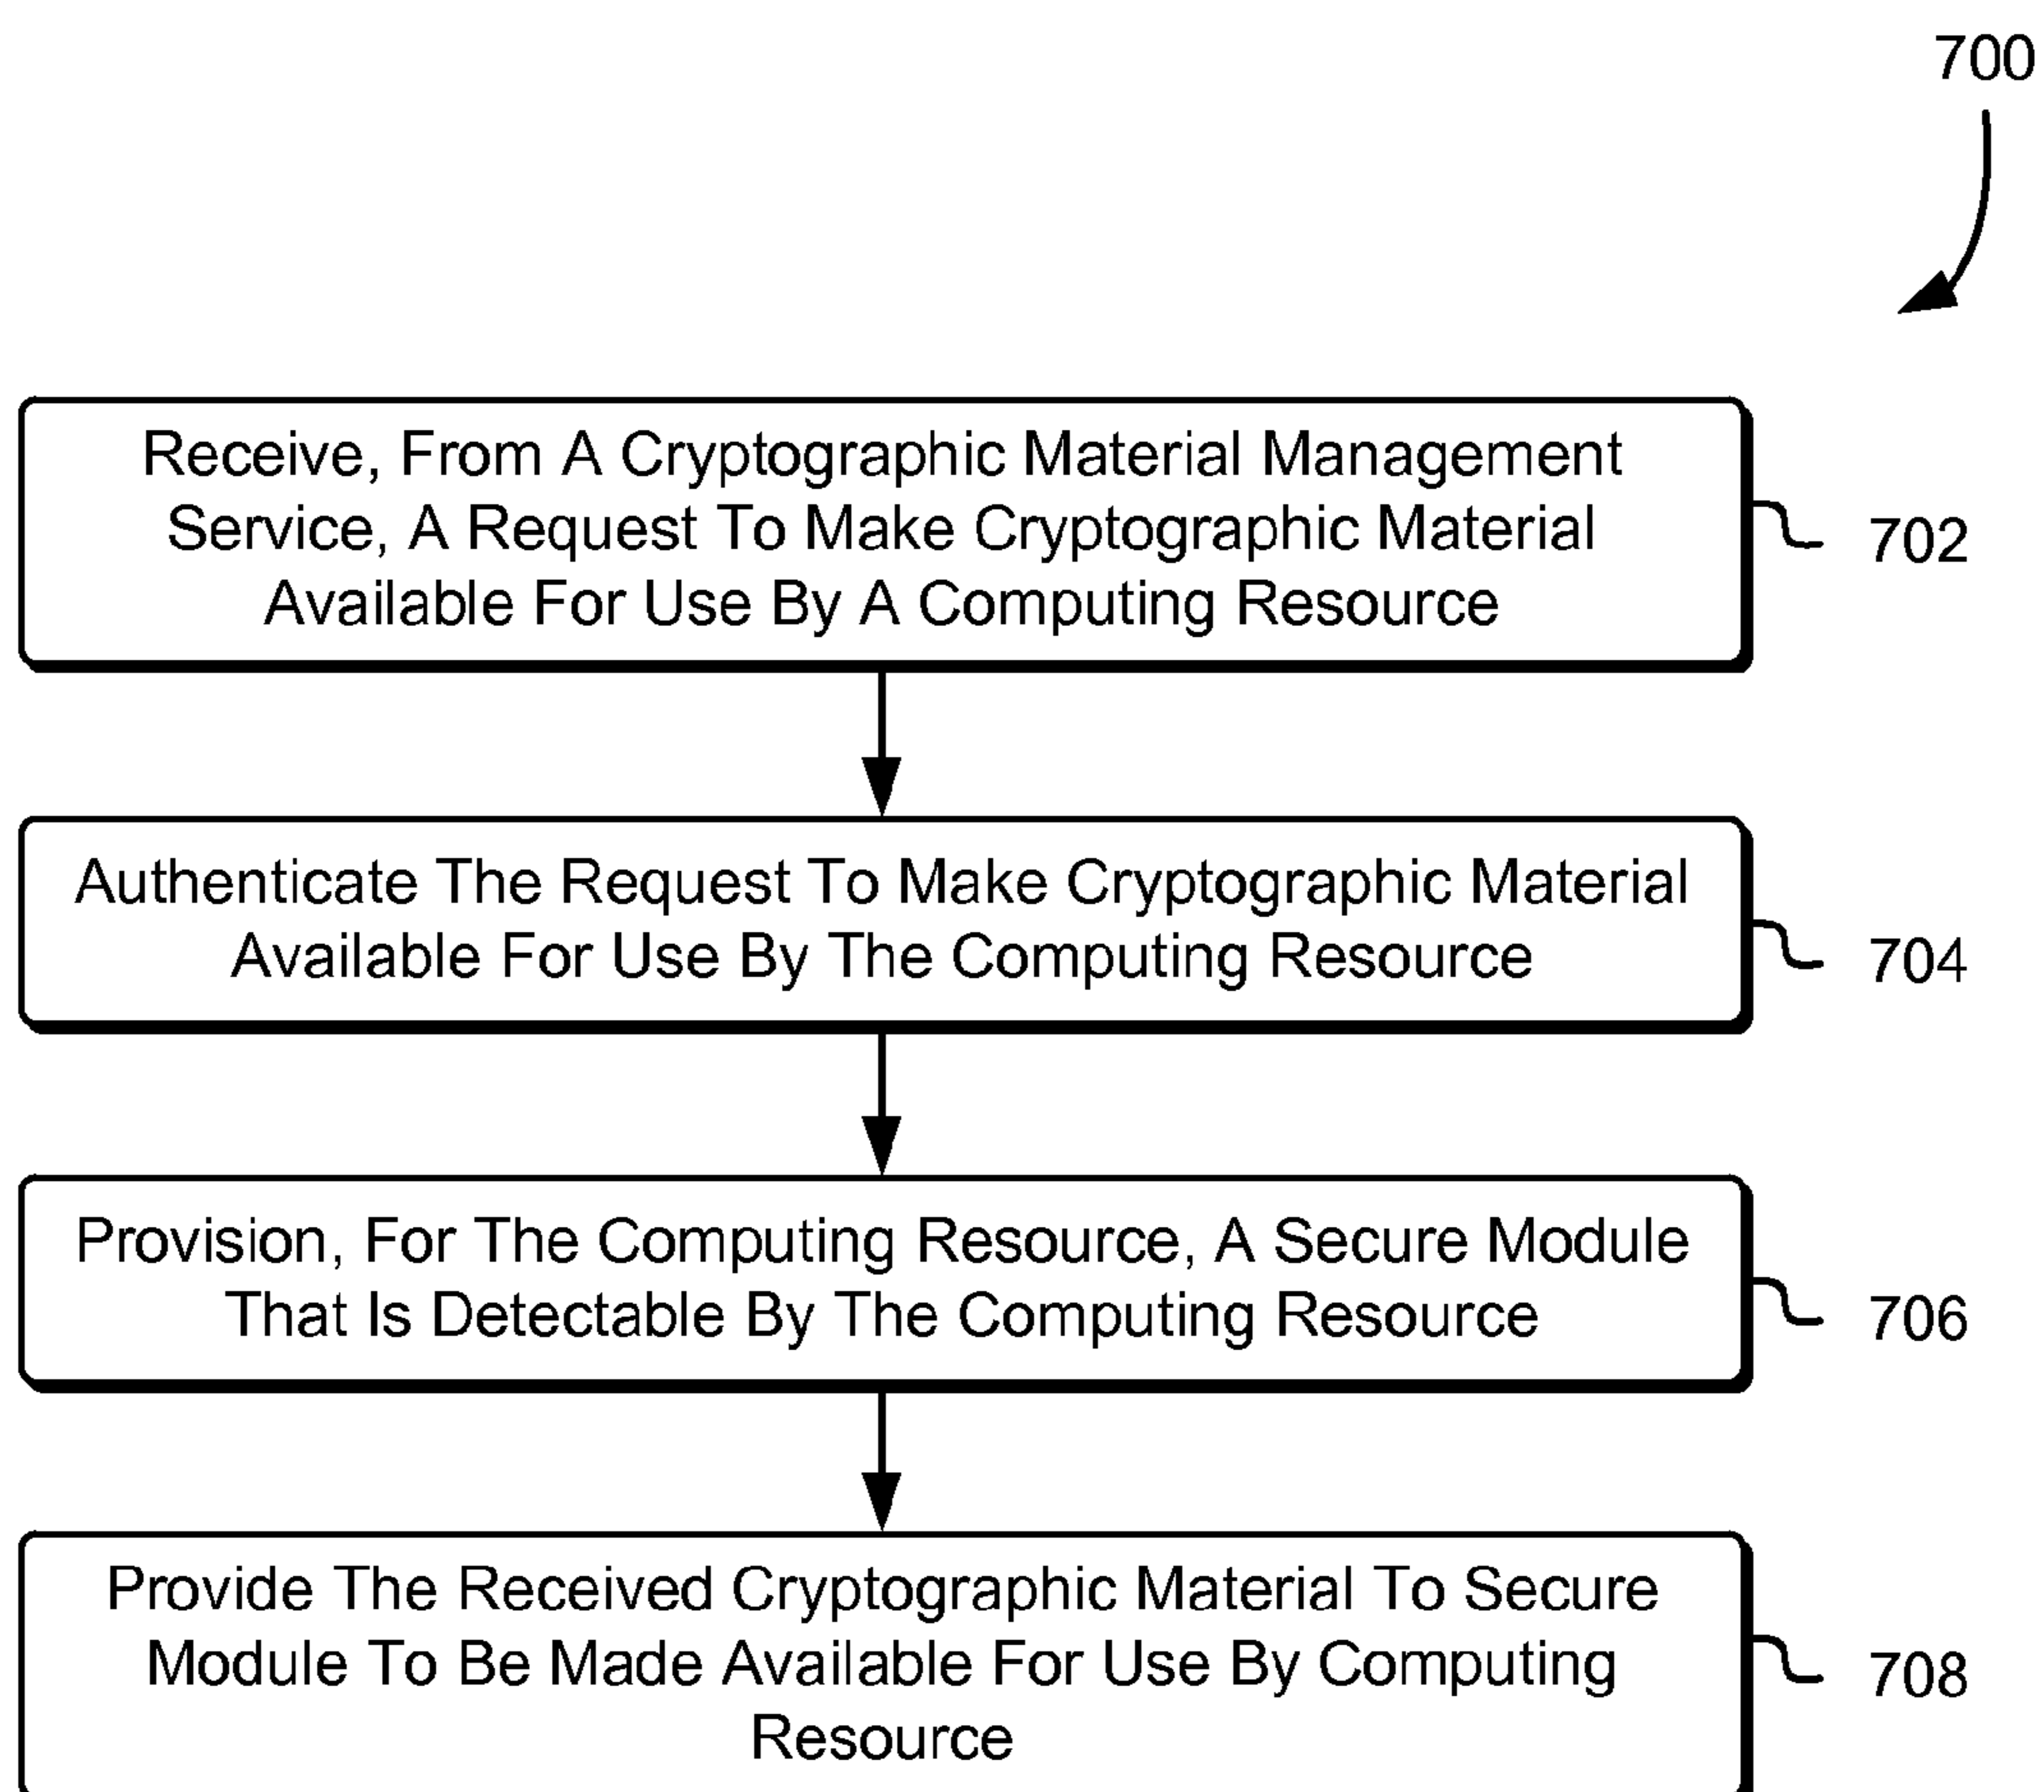 700
Receive, From A Cryptographic Material Management
Service, A Request To Make Cryptographic Material
Available For Use By A Computing Resource
702
Authenticate The Request To Make Cryptographic Material
Available For Use By The Computing Resource
704
Provision, For The Computing Resource, A Secure Module
That Is Detectable By The Computing Resource
706
Provide The Received Cryptographic Material To Secure
Module To Be Made Available For Use By Computing
Resource
708